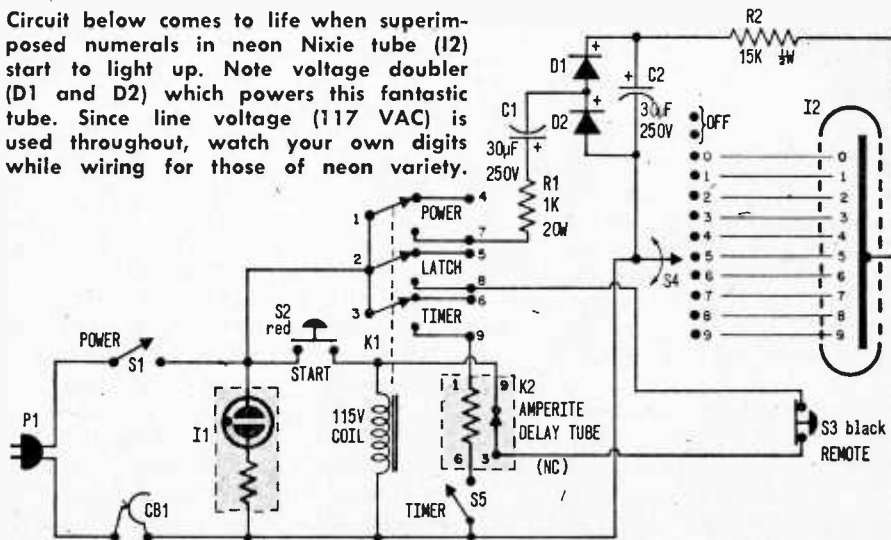 Circuit below comes to life when superim-
posed numerals in neon Nixie tube (I2)
start to light up. Note voltage doubler
(D1 and D2) which powers this fantastic
tube. Since line voltage (117 VAC) is
used throughout, watch your own digits
while wiring for those of neon variety.
R2
15K ½W
D1
+
+
C2
30µF
250V
D2
+
C1
30µF
250V
+
R1
1K
20W
I2
}OFF
0 0
1 1
2 2
3 3
4 4
5 5
6 6
7 7
8 8
9 9
S4
1
POWER
4
7
2
LATCH
5
8
3
TIMER
6
9
POWER
S1
S2
red
START
K1
P1
I1
115V
COIL
1
9
K2
AMPERITE
DELAY TUBE
6
3
(NC)
S5
TIMER
CB1
S3 black
REMOTE